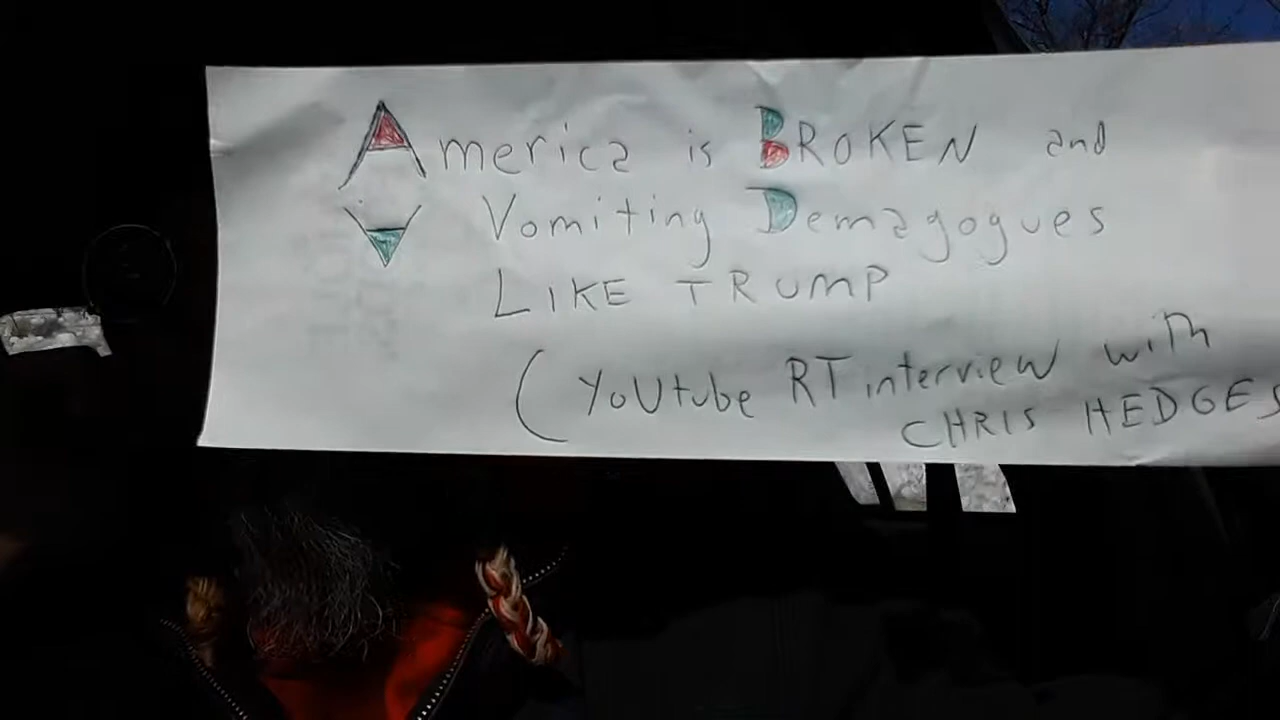 America is BROKEN and
Vomiting Demagogues
LIKE TRUMP
(YoUtube RT interview with
CHRIS HEDGES